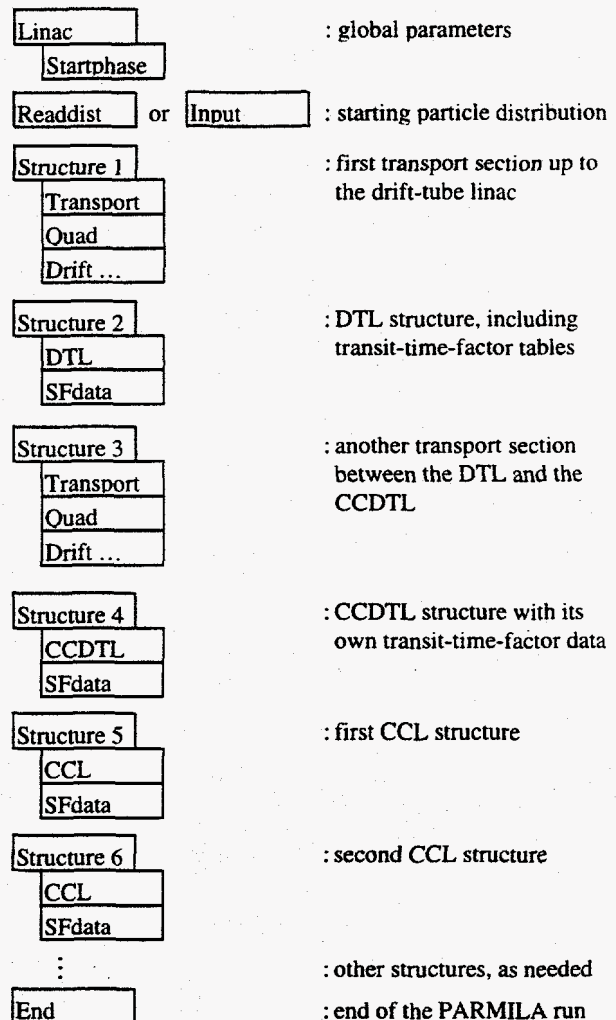 Linac : global parameters
Startphase
Readdist or Input : starting particle distribution
Structure 1 : first transport section up to
Transport the drift-tube linac
Quad
Drift ...
Structure 2 : DTL structure, including
DTL transit-time-factor tables
SFdata
Structure 3 : another transport section
Transport between the DTL and the
Quad CCDTL
Drift ...
Structure 4 : CCDTL structure with its
CCDTL own transit-time-factor data
SFdata
Structure 5 : first CCL structure
CCL
SFdata
Structure 6 : second CCL structure
CCL
SFdata
⋮ : other structures, as needed
End : end of the PARMILA run